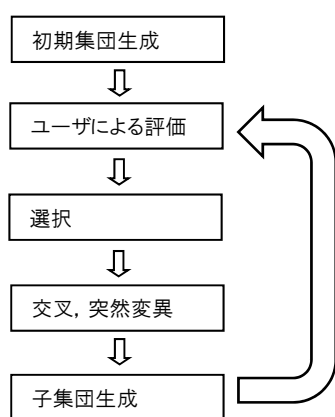 初期集団生成
ユーザによる評価
選択
交叉, 突然変異
子集団生成